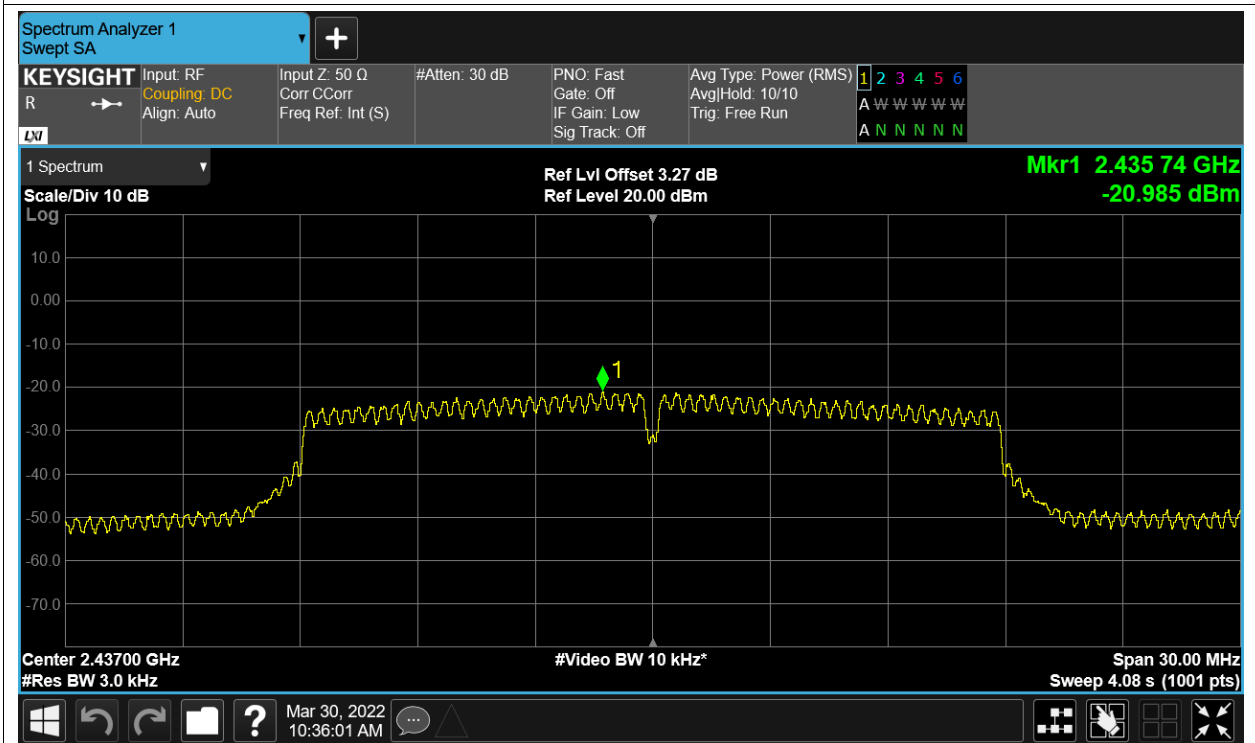 Spectrum Analyzer 1
Swept SA
KEYSIGHT
R
LXI
Input: RF
Coupling: DC
Align: Auto
Input Z: 50 Ω
Corr CCorr
Freq Ref: Int (S)
#Atten: 30 dB
PNO: Fast
Gate: Off
IF Gain: Low
Sig Track: Off
Avg Type: Power (RMS)
Avg|Hold: 10/10
Trig: Free Run
1 2 3 4 5 6
A W W W W W
A N N N N N
1 Spectrum
Scale/Div 10 dB
Log
Ref Lvl Offset 3.27 dB
Ref Level 20.00 dBm
Mkr1 2.435 74 GHz
-20.985 dBm
10.0
0.00
-10.0
-20.0
-30.0
-40.0
-50.0
-60.0
-70.0
1
Center 2.43700 GHz
#Res BW 3.0 kHz
#Video BW 10 kHz*
Span 30.00 MHz
Sweep 4.08 s (1001 pts)
?
Mar 30, 2022
10:36:01 AM